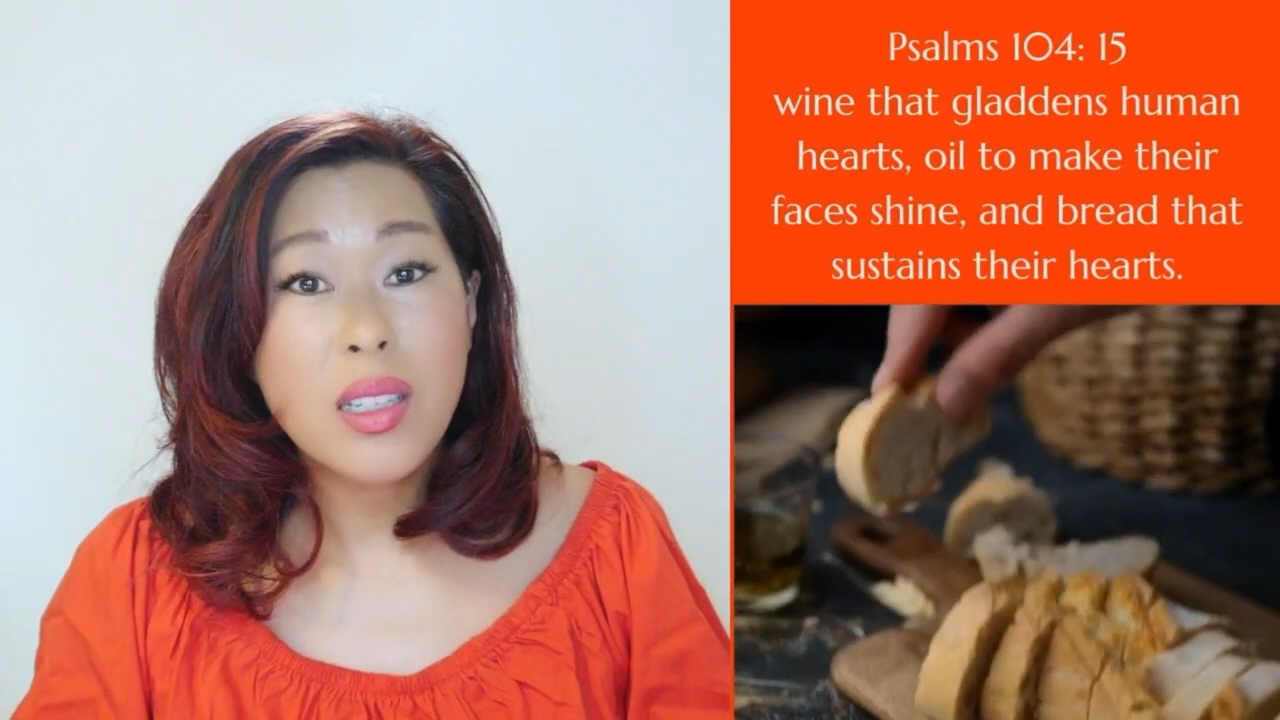 Psalms 104: 15
wine that gladdens human
hearts, oil to make their
faces shine, and bread that
sustains their hearts.